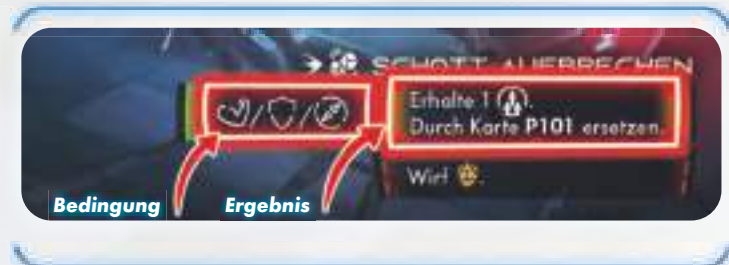 SCHOTT AUFBRECHEN
/ /
Erhalte 1 .
Durch Karte P101 ersetzen.
Wirf .
Bedingung
Ergebnis